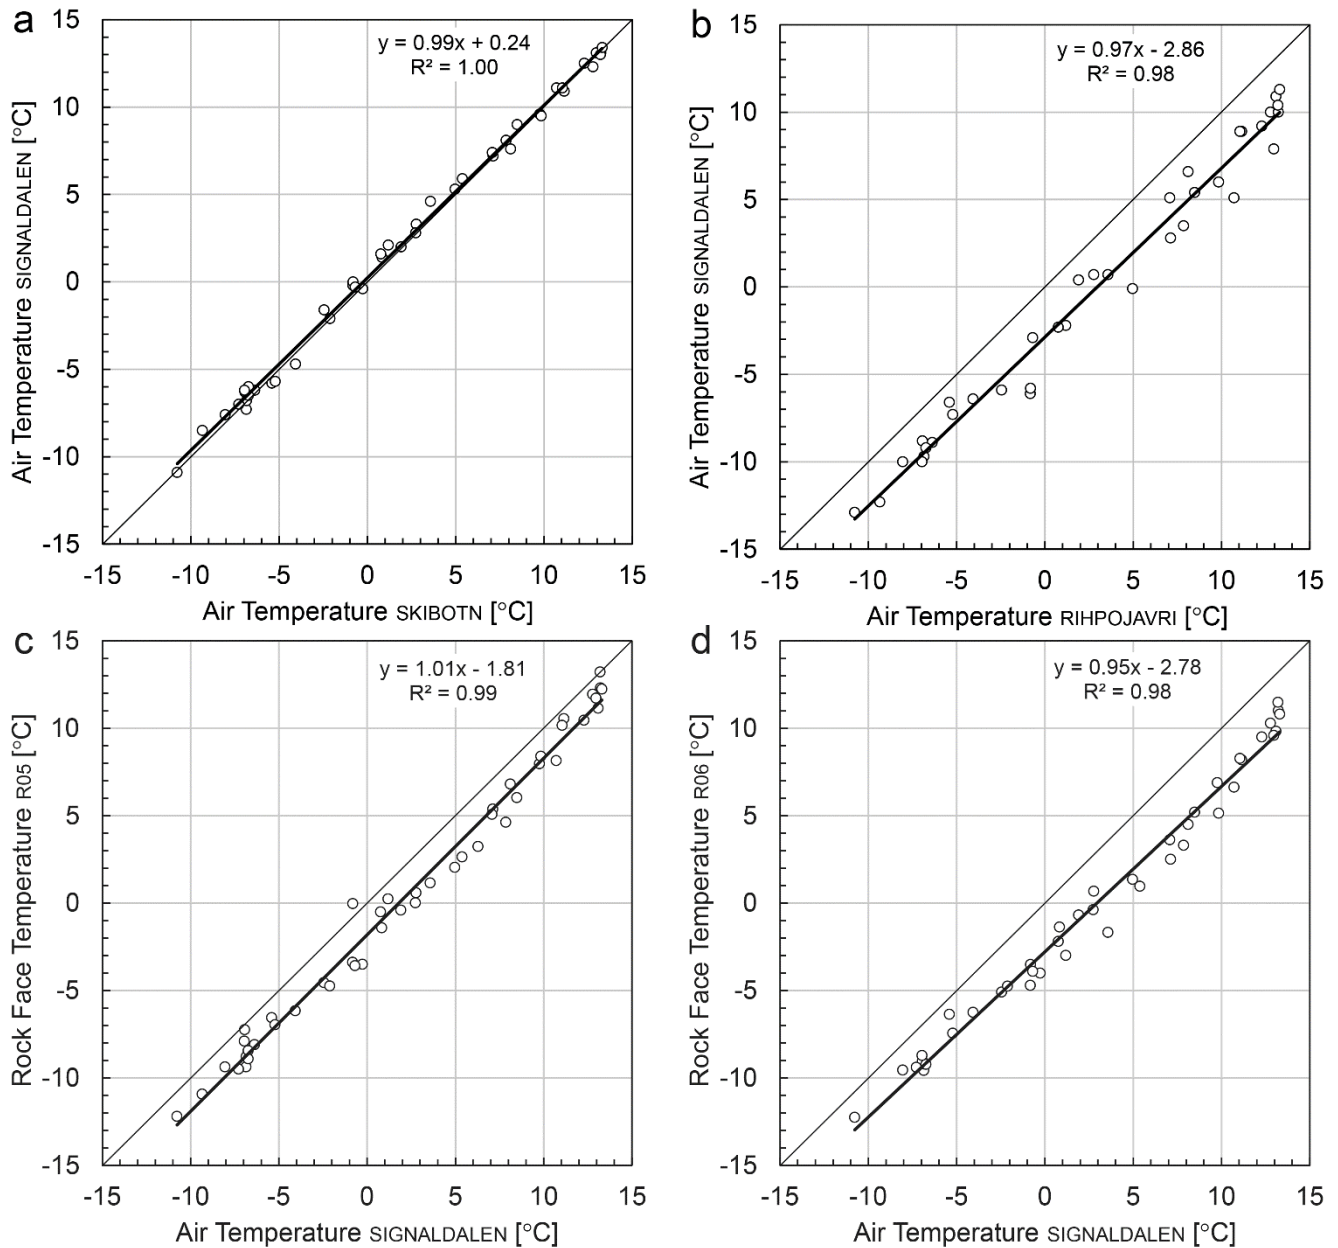 a
y = 0.99x + 0.24
R² = 1.00
15
10
5
0
-5
-10
-15
-15 -10 -5 0 5 10 15
Air Temperature SIGNALDALEN [°C]
Air Temperature SKIBOTN [°C]
b
y = 0.97x - 2.86
R² = 0.98
15
10
5
0
-5
-10
-15
-15 -10 -5 0 5 10 15
Air Temperature SIGNALDALEN [°C]
Air Temperature RIHPOJAVRI [°C]
c
y = 1.01x - 1.81
R² = 0.99
15
10
5
0
-5
-10
-15
-15 -10 -5 0 5 10 15
Rock Face Temperature R05 [°C]
Air Temperature SIGNALDALEN [°C]
d
y = 0.95x - 2.78
R² = 0.98
15
10
5
0
-5
-10
-15
-15 -10 -5 0 5 10 15
Rock Face Temperature R06 [°C]
Air Temperature SIGNALDALEN [°C]